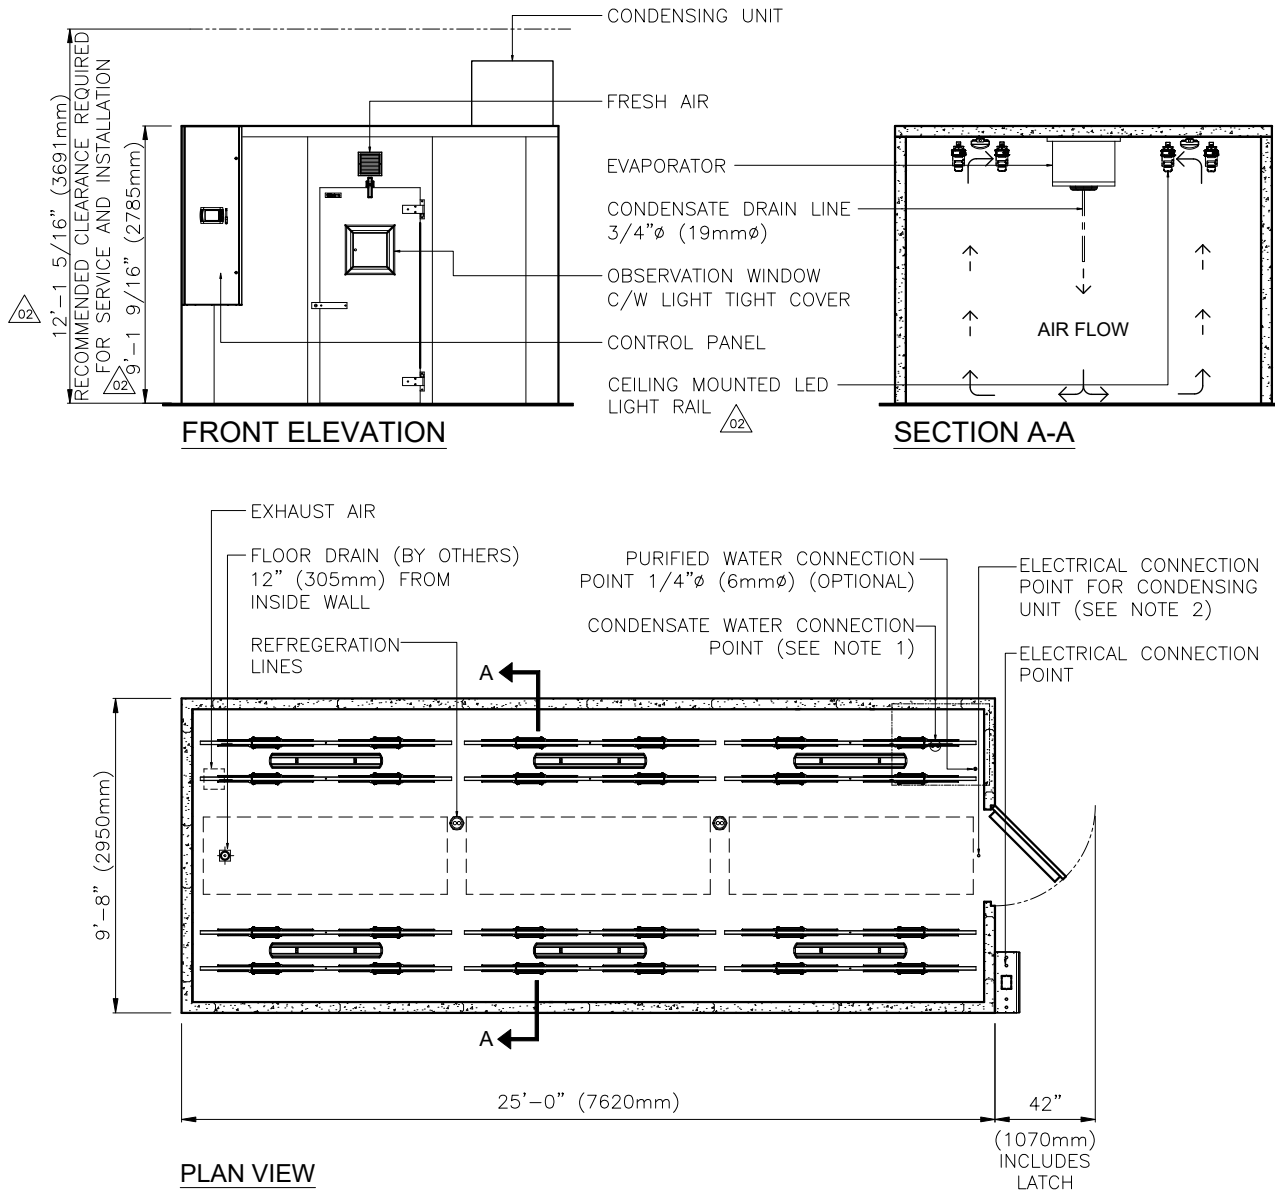 CONDENSING UNIT
FRESH AIR
EVAPORATOR
CONDENSATE DRAIN LINE
3/4"ø (19mmø)
OBSERVATION WINDOW
C/W LIGHT TIGHT COVER
CONTROL PANEL
CEILING MOUNTED LED
LIGHT RAIL
02
12'-1 5/16" (3691mm)
RECOMMENDED CLEARANCE REQUIRED
FOR SERVICE AND INSTALLATION
9'-1 9/16" (2785mm)
02
02
FRONT ELEVATION
AIR FLOW
SECTION A-A
EXHAUST AIR
FLOOR DRAIN (BY OTHERS)
12" (305mm) FROM
INSIDE WALL
REFREGERATION
LINES
PURIFIED WATER CONNECTION
POINT 1/4"ø (6mmø) (OPTIONAL)
CONDENSATE WATER CONNECTION
POINT (SEE NOTE 1)
ELECTRICAL CONNECTION
POINT FOR CONDENSING
UNIT (SEE NOTE 2)
ELECTRICAL CONNECTION
POINT
A
A
9'-8" (2950mm)
25'-0" (7620mm)
42"
(1070mm)
INCLUDES
LATCH
PLAN VIEW